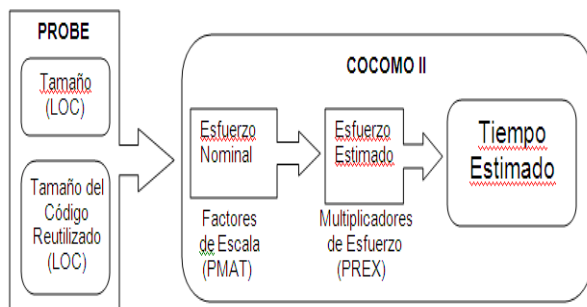 PROBE
Tamaño
(LOC)
Tamaño del
Código
Reutilizado
(LOC)
COCOMO II
Esfuerzo
Nominal
Factores
de Escala
(PMAT)
Esfuerzo
Estimado
Multiplicadores
de Esfuerzo
(PREX)
Tiempo
Estimado